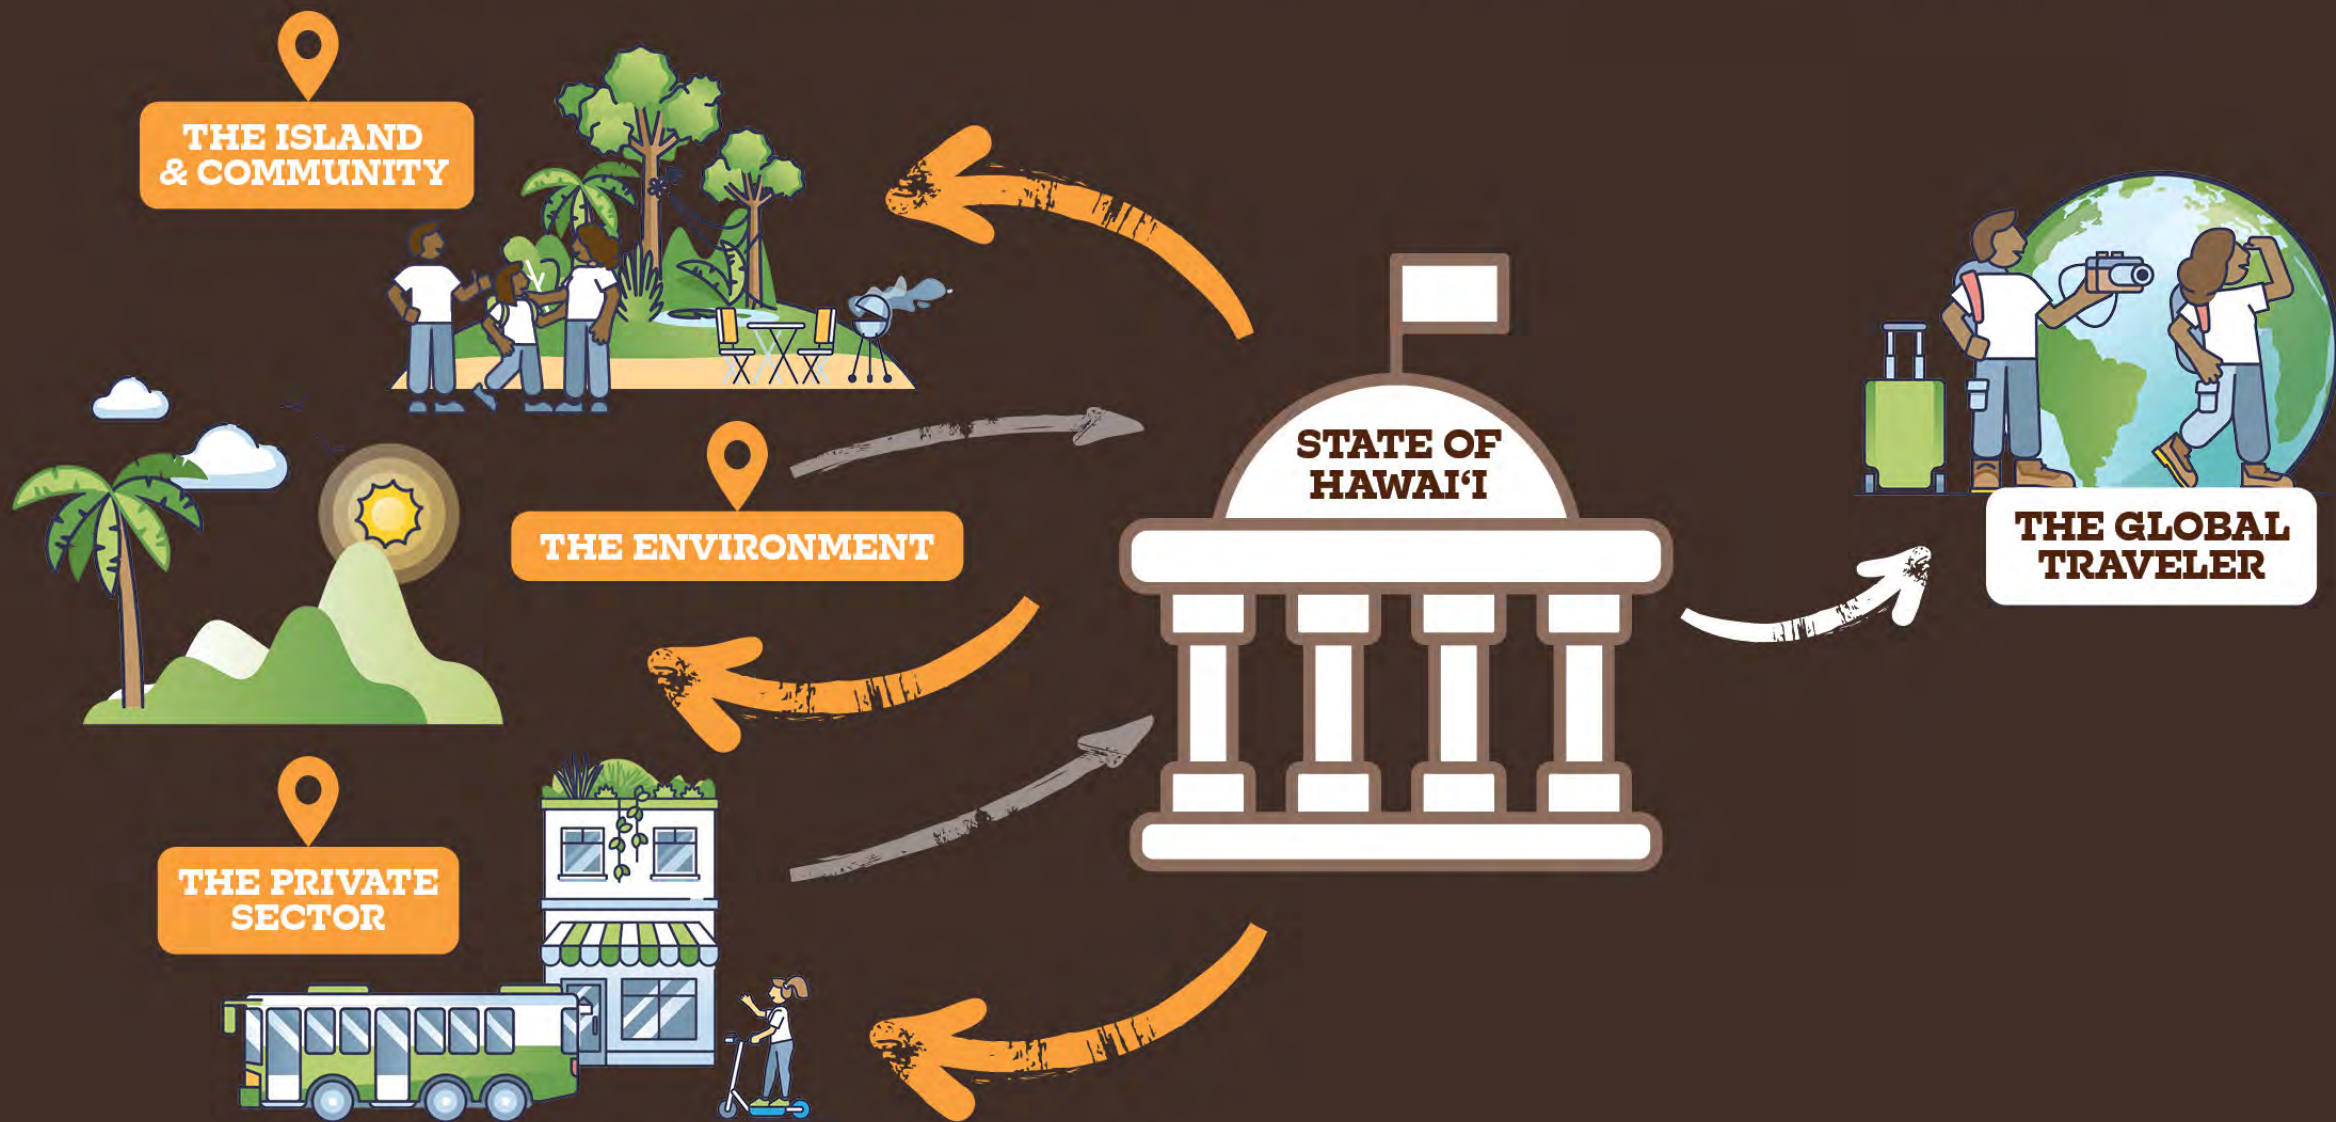 THE ISLAND
& COMMUNITY
THE ENVIRONMENT
THE PRIVATE
SECTOR
STATE OF
HAWAIʻI
THE GLOBAL
TRAVELER